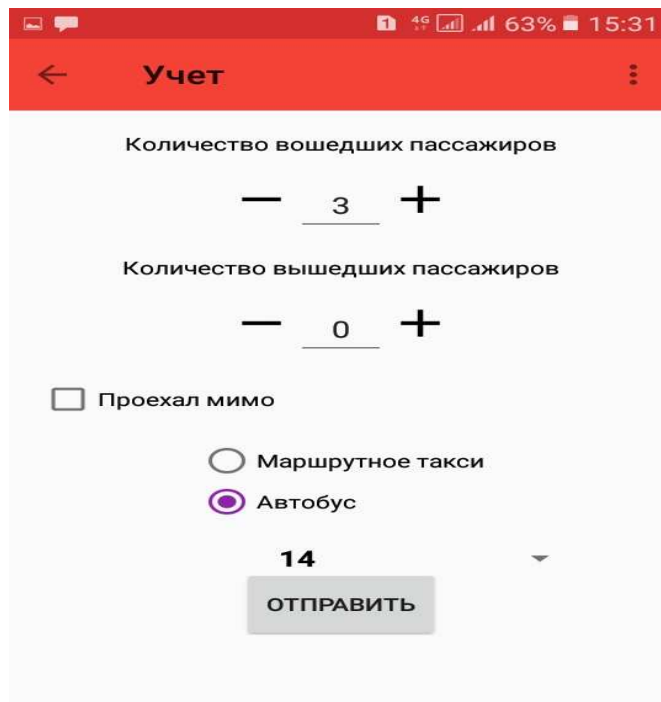 1 4G 63% 15:31
Учет
Количество вошедших пассажиров
− 3 +
Количество вышедших пассажиров
− 0 +
Проехал мимо
Маршрутное такси
Автобус
14
ОТПРАВИТЬ